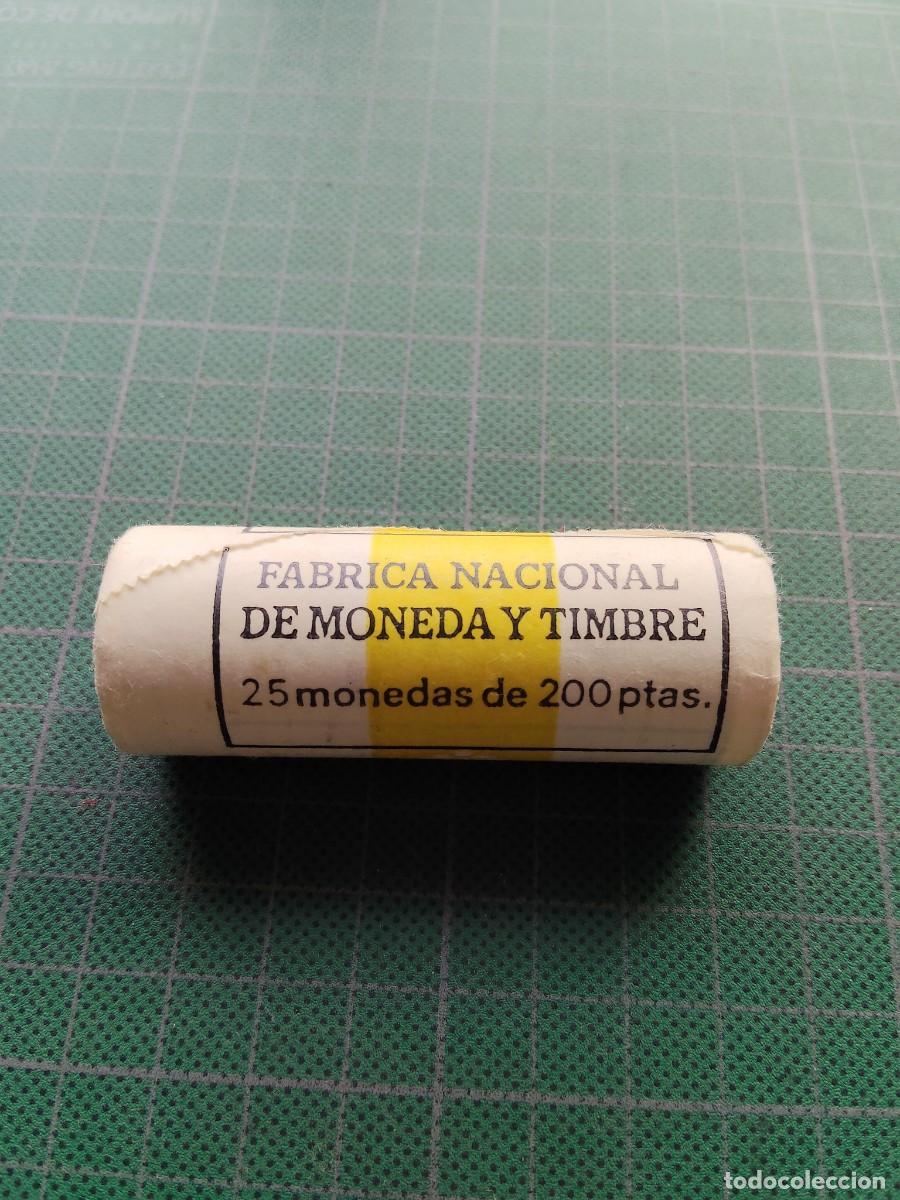 FABRICA NACIONAL
DE MONEDA Y TIMBRE
25 monedas de 200 ptas.
todocoleccion